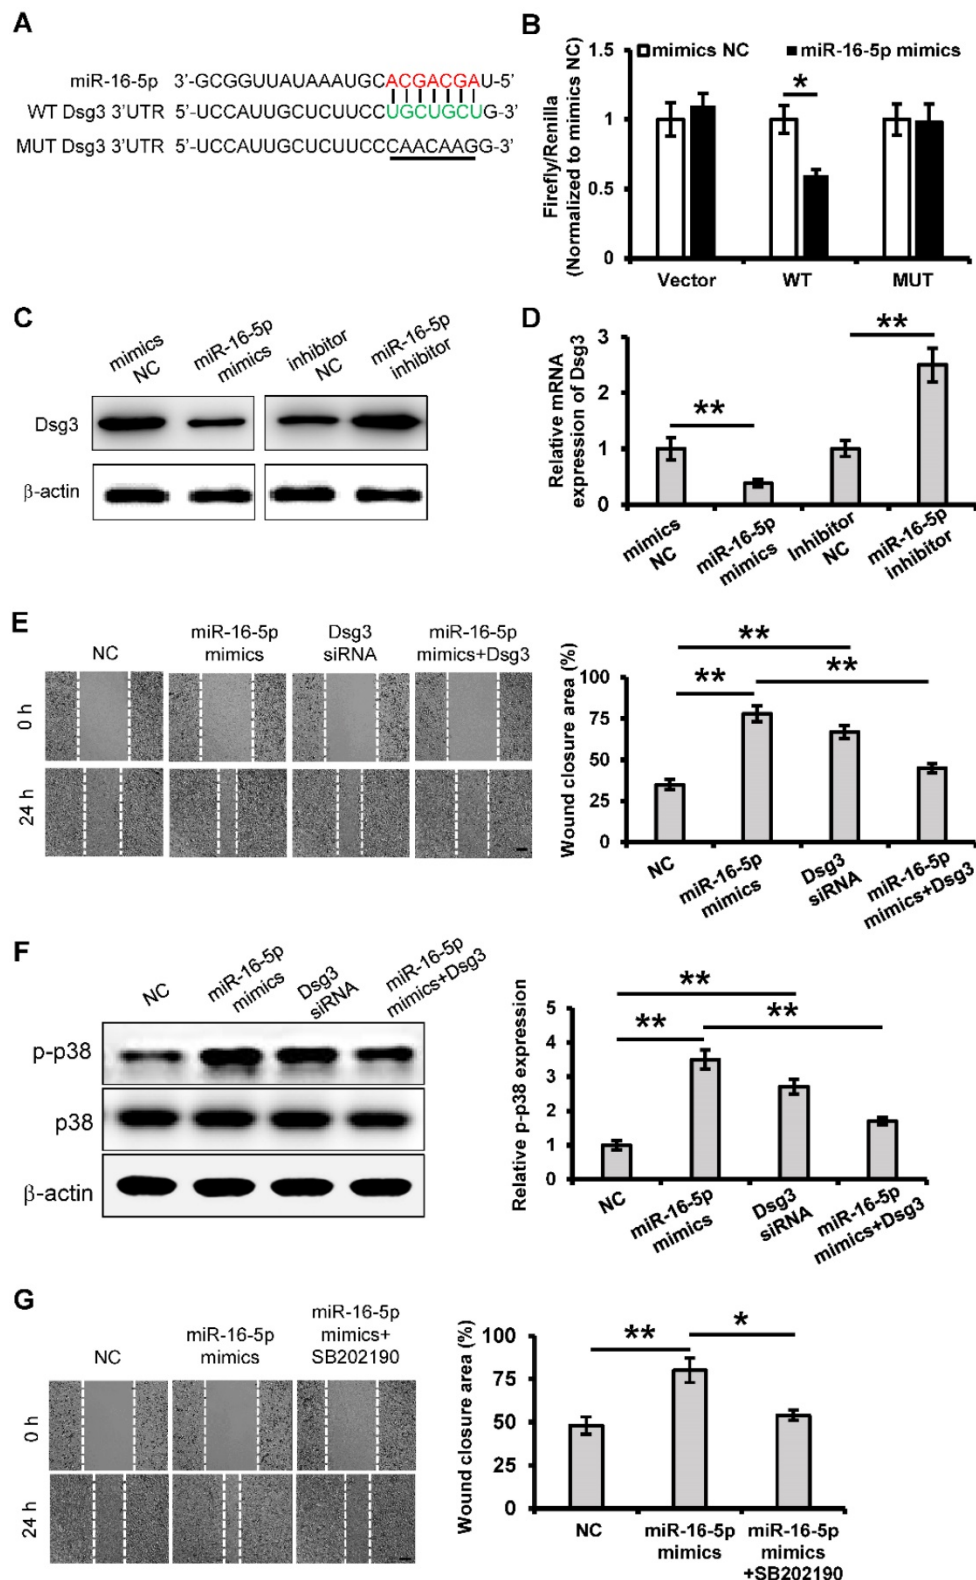 A
miR-16-5p 3'-GCGGUUAUAAAUGCACGACGAU-5'
WT Dsg3 3'UTR 5'-UCCAUUGCUCUUCCUGCUGCUG-3'
MUT Dsg3 3'UTR 5'-UCCAUUGCUCUUCCCAACAAGG-3'
B
Firefly/Renilla
(Normalized to mimics NC)
1.5
1
0.5
0
mimics NC
miR-16-5p mimics
*
Vector
WT
MUT
C
mimics
NC
miR-16-5p
mimics
inhibitor
NC
miR-16-5p
inhibitor
Dsg3
β-actin
D
Relative mRNA
expression of Dsg3
3
2
1
0
**
**
mimics
NC
miR-16-5p
mimics
Inhibitor
NC
miR-16-5p
inhibitor
E
NC
miR-16-5p
mimics
Dsg3
siRNA
miR-16-5p
mimics+Dsg3
0 h
24 h
Wound closure area (%)
100
75
50
25
0
**
**
**
NC
miR-16-5p
mimics
Dsg3
siRNA
miR-16-5p
mimics+Dsg3
F
NC
miR-16-5p
mimics
Dsg3
siRNA
miR-16-5p
mimics+Dsg3
p-p38
p38
β-actin
Relative p-p38 expression
5
4
3
2
1
0
**
**
**
NC
miR-16-5p
mimics
Dsg3
siRNA
miR-16-5p
mimics+Dsg3
G
NC
miR-16-5p
mimics
miR-16-5p
mimics+
SB202190
0 h
24 h
Wound closure area (%)
100
75
50
25
0
**
*
NC
miR-16-5p
mimics
miR-16-5p
mimics
+SB202190